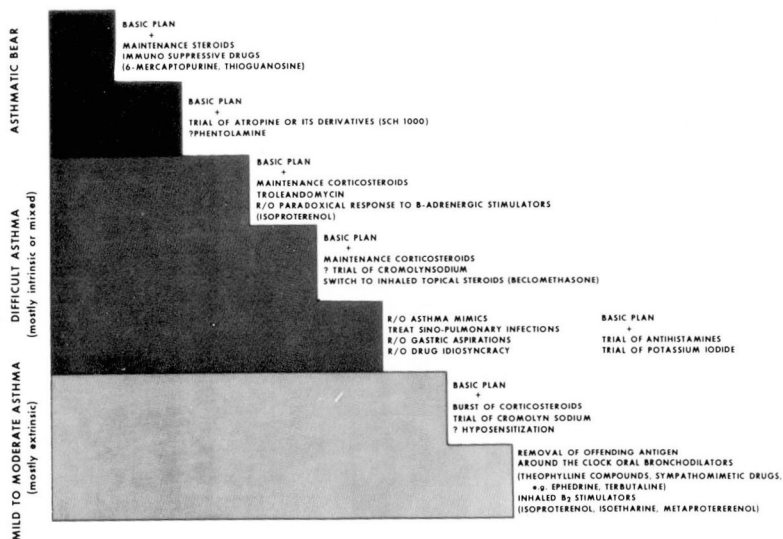 ASTHMATIC BEAR
BASIC PLAN
+
MAINTENANCE STEROIDS
IMMUNO SUPPRESSIVE DRUGS
(6-MERCAPTOPURINE, THIOGUANOSINE)
BASIC PLAN
+
TRIAL OF ATROPINE OR ITS DERIVATIVES (SCH 1000)
?PHENTOLAMINE
DIFFICULT ASTHMA
(mostly intrinsic or mixed)
BASIC PLAN
+
MAINTENANCE CORTICOSTEROIDS
TROLEANDOMYCIN
R/O PARADOXICAL RESPONSE TO B-ADRENERGIC STIMULATORS
(ISOPROTERENOL)
BASIC PLAN
+
MAINTENANCE CORTICOSTEROIDS
? TRIAL OF CROMOLYNSODIUM
SWITCH TO INHALED TOPICAL STEROIDS (BECLOMETHASONE)
R/O ASTHMA MIMICS
TREAT SINO-PULMONARY INFECTIONS
R/O GASTRIC ASPIRATIONS
R/O DRUG IDIOSYNCRACY
BASIC PLAN
+
TRIAL OF ANTIHISTAMINES
TRIAL OF POTASSIUM IODIDE
MILD TO MODERATE ASTHMA
(mostly extrinsic)
BASIC PLAN
+
BURST OF CORTICOSTEROIDS
TRIAL OF CROMOLYN SODIUM
? HYPOSENSITIZATION
REMOVAL OF OFFENDING ANTIGEN
AROUND THE CLOCK ORAL BRONCHODILATORS
(THEOPHYLLINE COMPOUNDS, SYMPATHOMIMETIC DRUGS,
e.g. EPHEDRINE, TERBUTALINE)
INHALED B2 STIMULATORS
(ISOPROTERENOL, ISOETHARINE, METAPROTERERENOL)